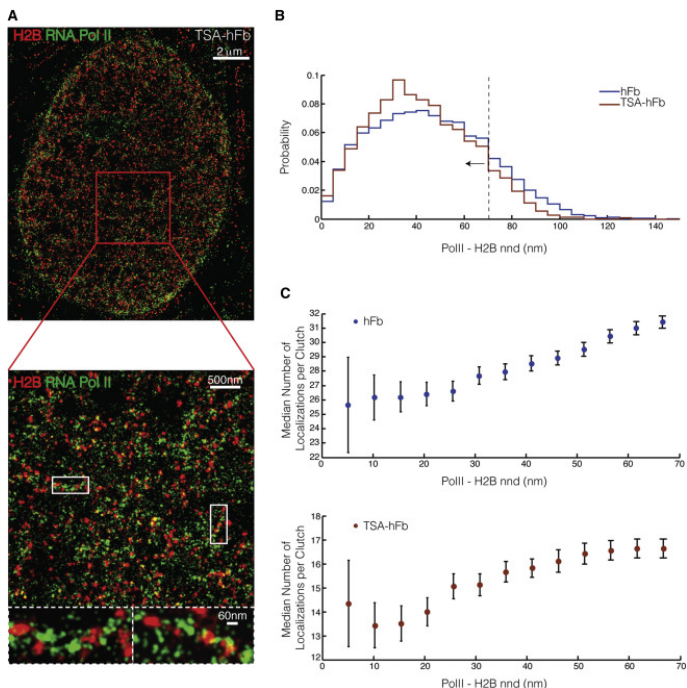 A
H2B RNA Pol II TSA-hFb
2 µm
H2B RNA Pol II
500nm
60nm
B
Probability
0.1
0.08
0.06
0.04
0.02
0
hFb
TSA-hFb
0 20 40 60 80 100 120 140
PolII - H2B nnd (nm)
C
Median Number of
Localizations per Clutch
32
31
30
29
28
27
26
25
24
23
22
hFb
0 10 20 30 40 50 60 70
PolII - H2B nnd (nm)
Median Number of
Localizations per Clutch
17
16
15
14
13
12
TSA-hFb
0 10 20 30 40 50 60 70
PolII - H2B nnd (nm)